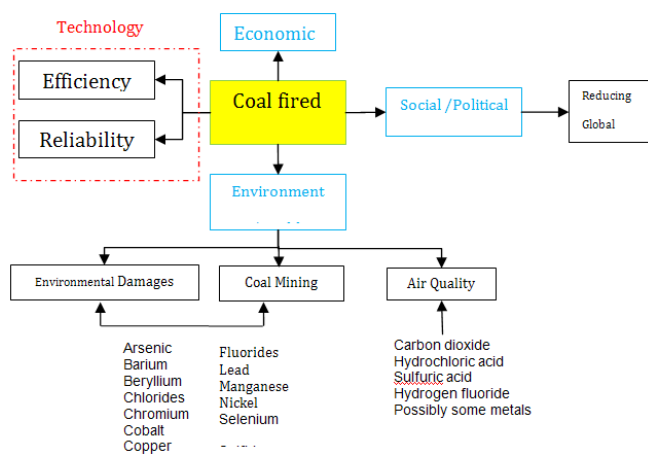 Technology
Economic
Efficiency
Coal fired
Social /Political
Reducing
Global
Reliability
Environment
Environmental Damages
Coal Mining
Air Quality
Arsenic
Barium
Beryllium
Chlorides
Chromium
Cobalt
Copper
Fluorides
Lead
Manganese
Nickel
Selenium
Carbon dioxide
Hydrochloric acid
Sulfuric acid
Hydrogen fluoride
Possibly some metals